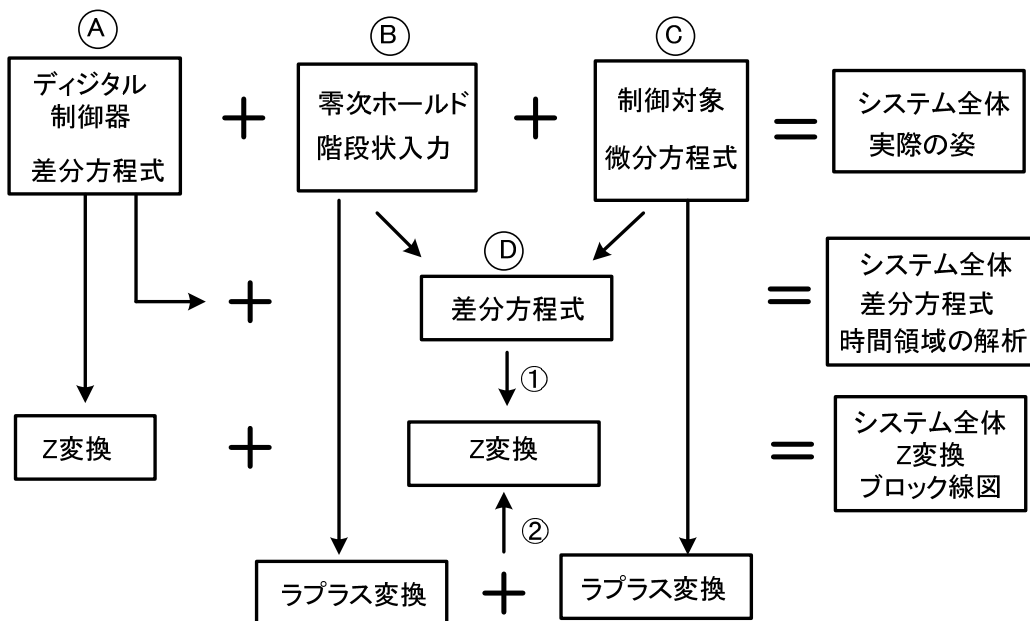 A
ディジタル
制御器
差分方程式
+
B
零次ホールド
階段状入力
+
C
制御対象
微分方程式
=
システム全体
実際の姿
+
D
差分方程式
=
システム全体
差分方程式
時間領域の解析
①
Z変換
+
Z変換
=
システム全体
Z変換
ブロック線図
②
ラプラス変換
+
ラプラス変換